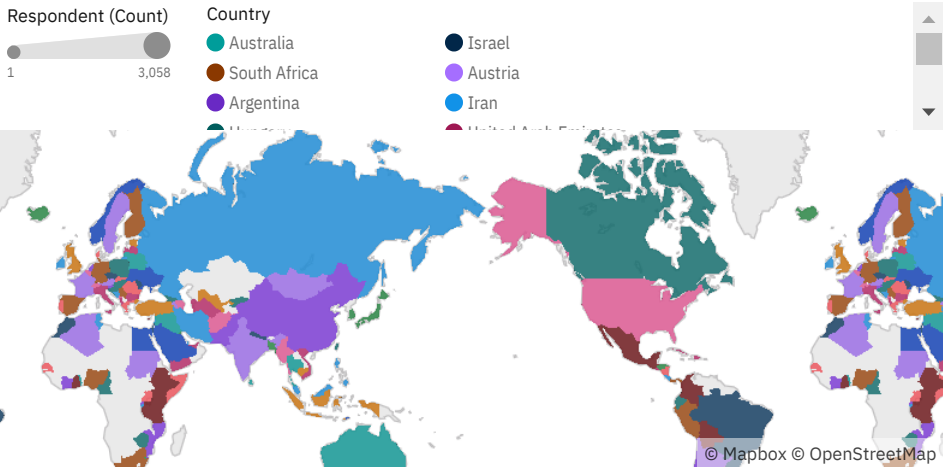 Respondent (Count)
1
3,058
Country
Australia
Israel
South Africa
Austria
Argentina
Iran
© Mapbox © OpenStreetMap